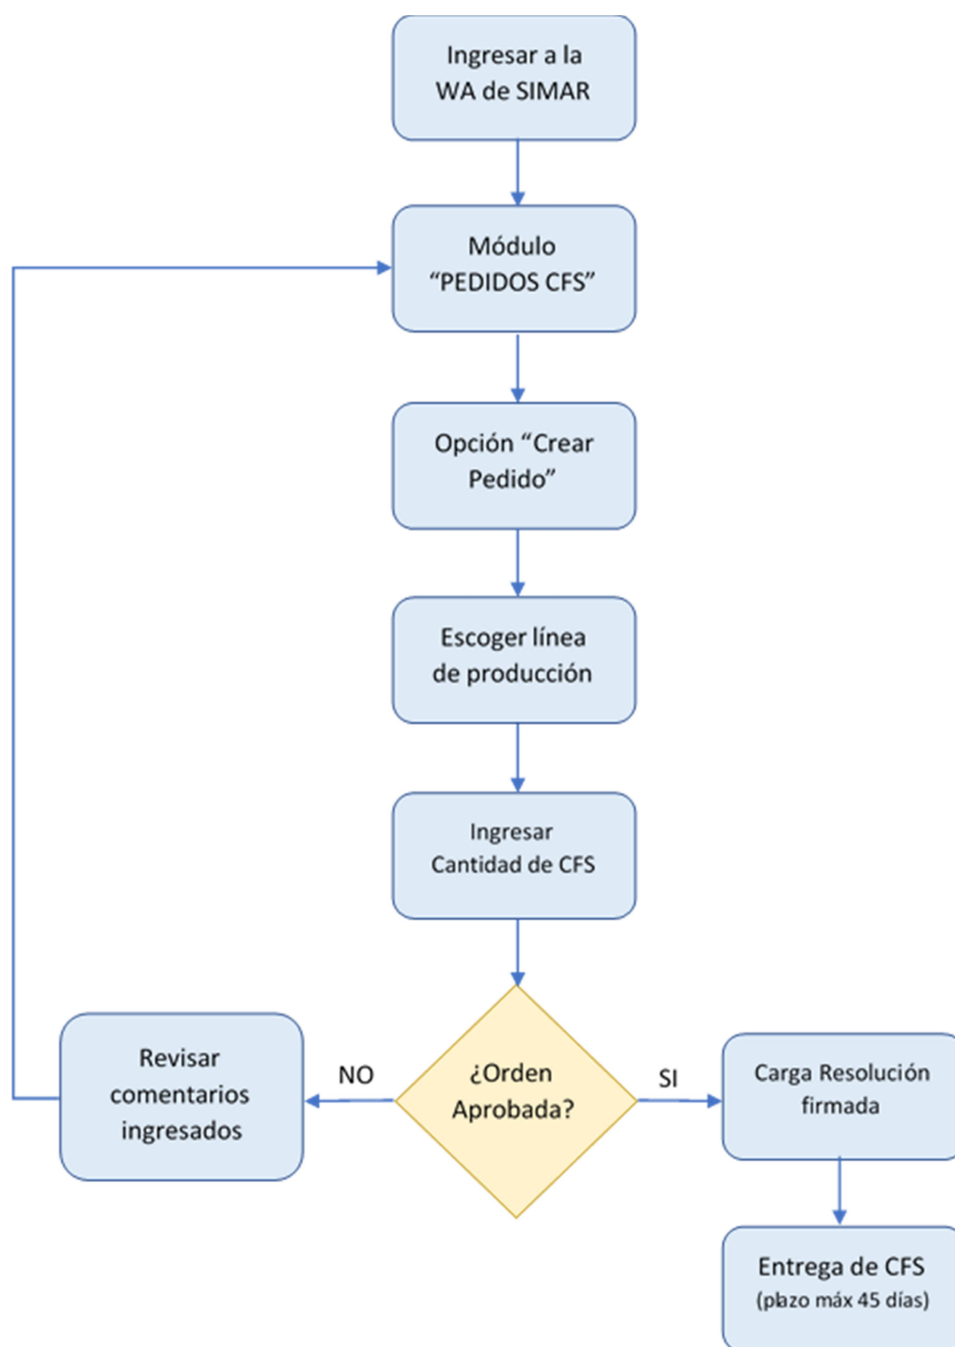 Ingresar a la
WA de SIMAR
Módulo
“PEDIDOS CFS”
Opción “Crear
Pedido”
Escoger línea
de producción
Ingresar
Cantidad de CFS
¿Orden
Aprobada?
NO
SI
Revisar
comentarios
ingresados
Carga Resolución
firmada
Entrega de CFS
(plazo máx 45 días)